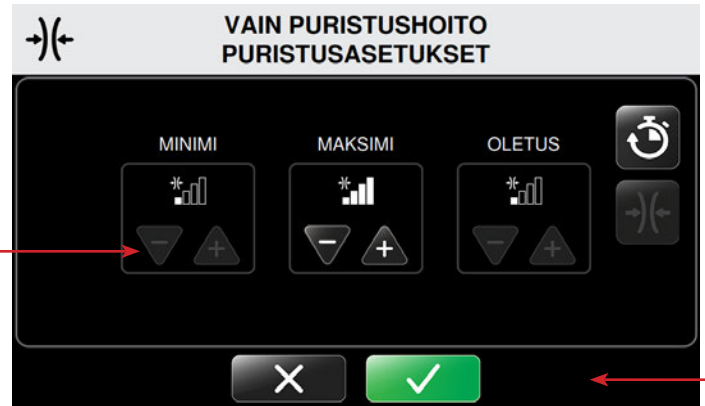 VAIN PURISTUSHOITO
PURISTUSASETUKSET
MINIMI MAKSIMI OLETUS